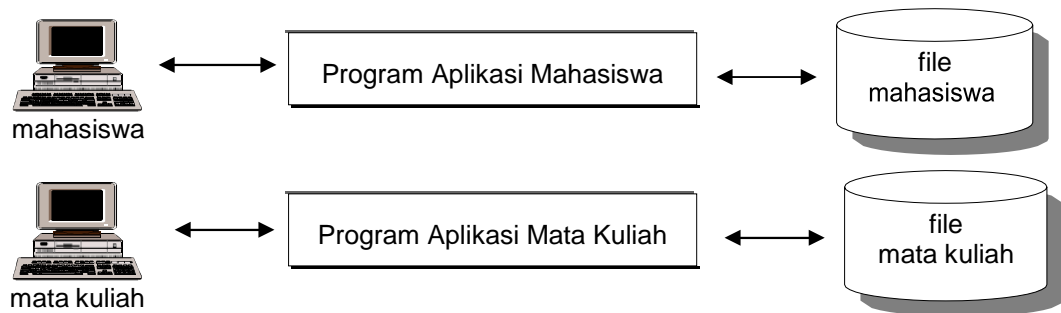 Program Aplikasi Mahasiswa
file
mahasiswa
mahasiswa
Program Aplikasi Mata Kuliah
file
mata kuliah
mata kuliah